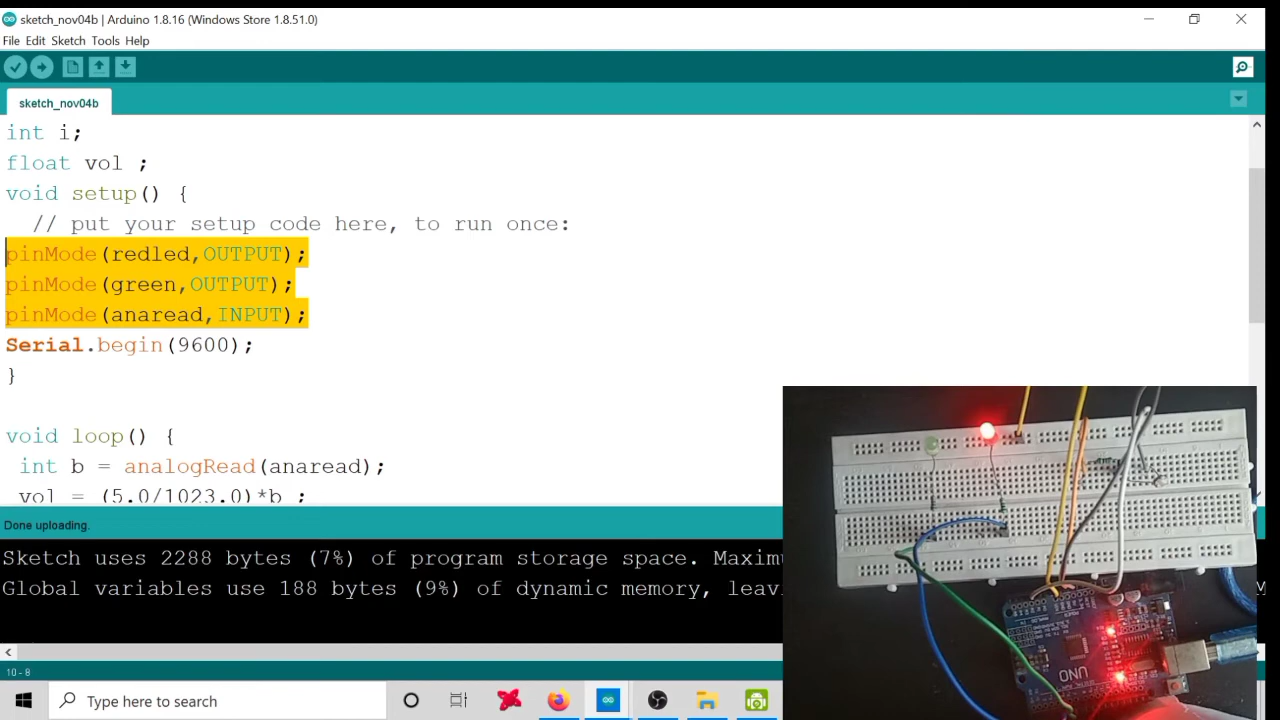 sketch_nov04b | Arduino 1.8.16 (Windows Store 1.8.51.0)
File Edit Sketch Tools Help
sketch_nov04b
int i;
float vol ;
void setup() {
// put your setup code here, to run once:
pinMode(redled,OUTPUT);
pinMode(green,OUTPUT);
pinMode(anaread,INPUT);
Serial.begin(9600);
}
void loop() {
int b = analogRead(anaread);
vol = (5.0/1023.0)*b ;
Done uploading.
Sketch uses 2288 bytes (7%) of program storage space. Maximu
Global variables use 188 bytes (9%) of dynamic memory, leavi
10 - 8
UNO
Type here to search